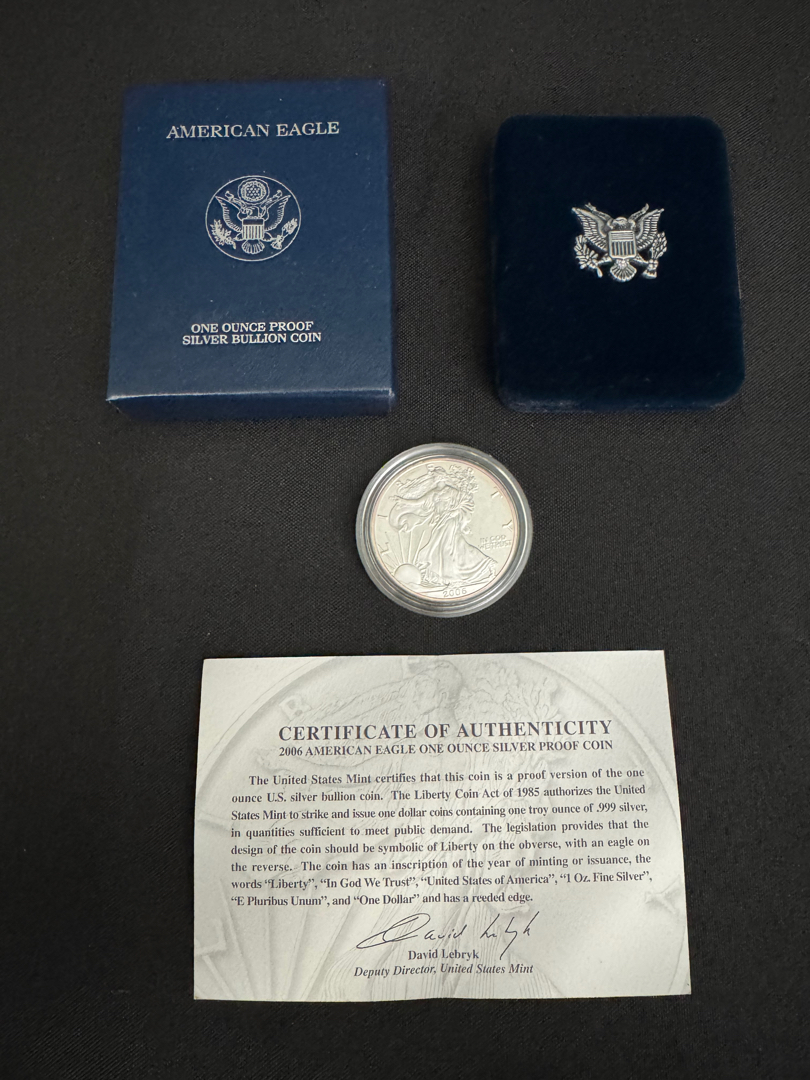 AMERICAN EAGLE
ONE OUNCE PROOF
SILVER BULLION COIN
LIBERTY
IN GOD
WE TRUST
2006
CERTIFICATE OF AUTHENTICITY
2006 AMERICAN EAGLE ONE OUNCE SILVER PROOF COIN
The United States Mint certifies that this coin is a proof version of the one
ounce U.S. silver bullion coin. The Liberty Coin Act of 1985 authorizes the United
States Mint to strike and issue one dollar coins containing one troy ounce of .999 silver,
in quantities sufficient to meet public demand. The legislation provides that the
design of the coin should be symbolic of Liberty on the obverse, with an eagle on
the reverse. The coin has an inscription of the year of minting or issuance, the
words “Liberty”, “In God We Trust”, “United States of America”, “1 Oz. Fine Silver”,
“E Pluribus Unum”, and “One Dollar” and has a reeded edge.
David Lebryk
David Lebryk
Deputy Director, United States Mint